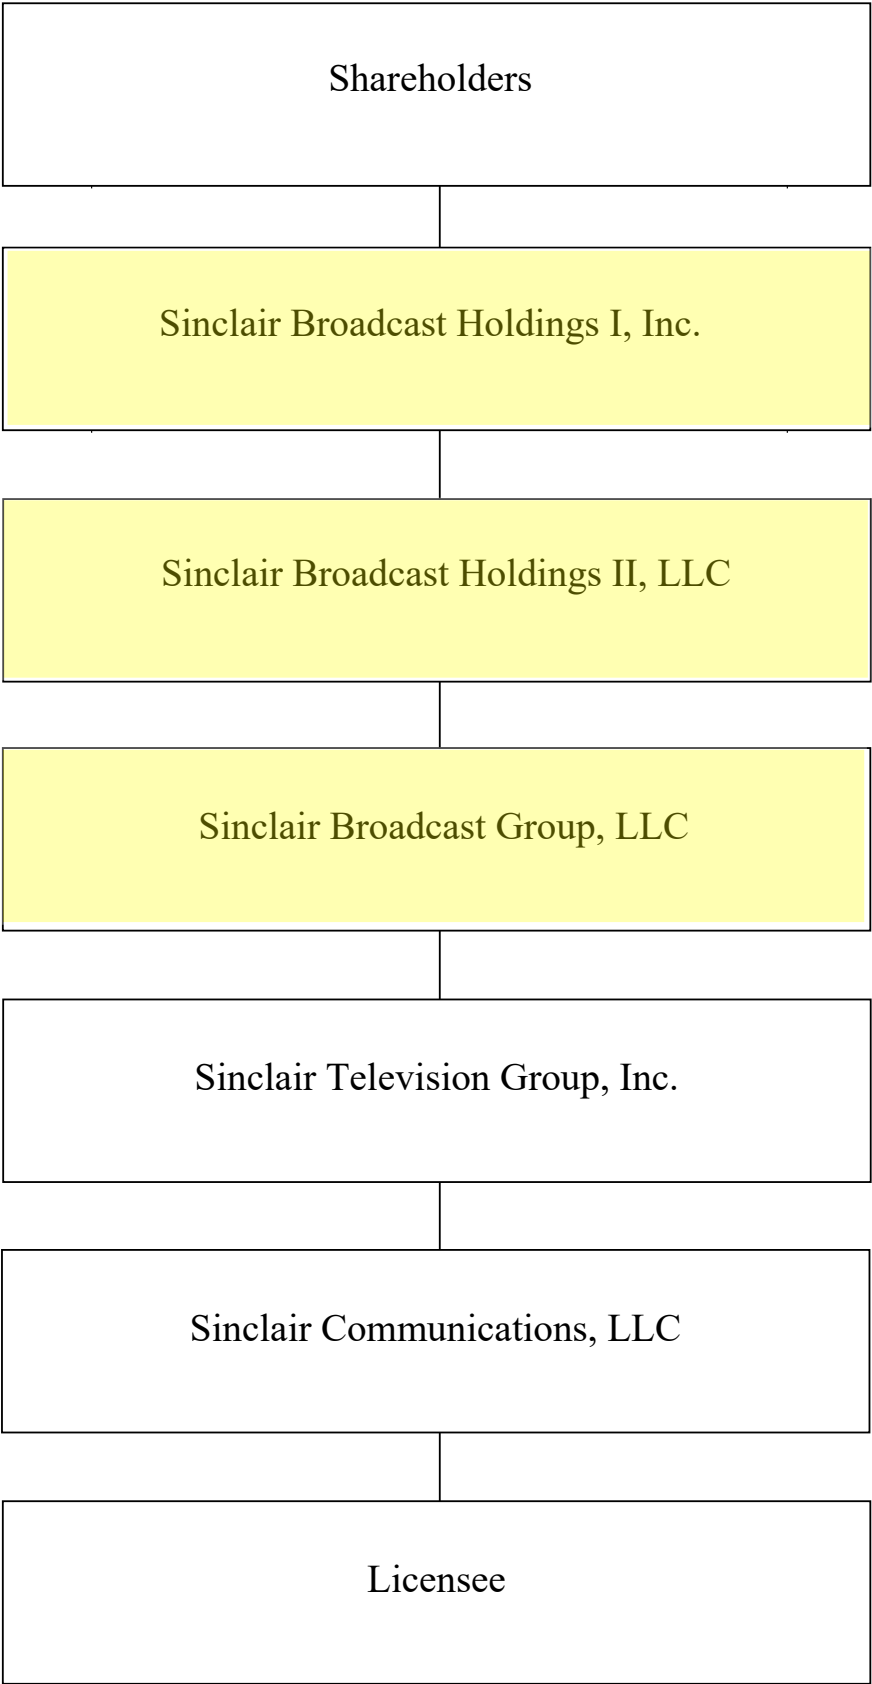 Shareholders
Sinclair Broadcast Holdings I, Inc.
Sinclair Broadcast Holdings II, LLC
Sinclair Broadcast Group, LLC
Sinclair Television Group, Inc.
Sinclair Communications, LLC
Licensee